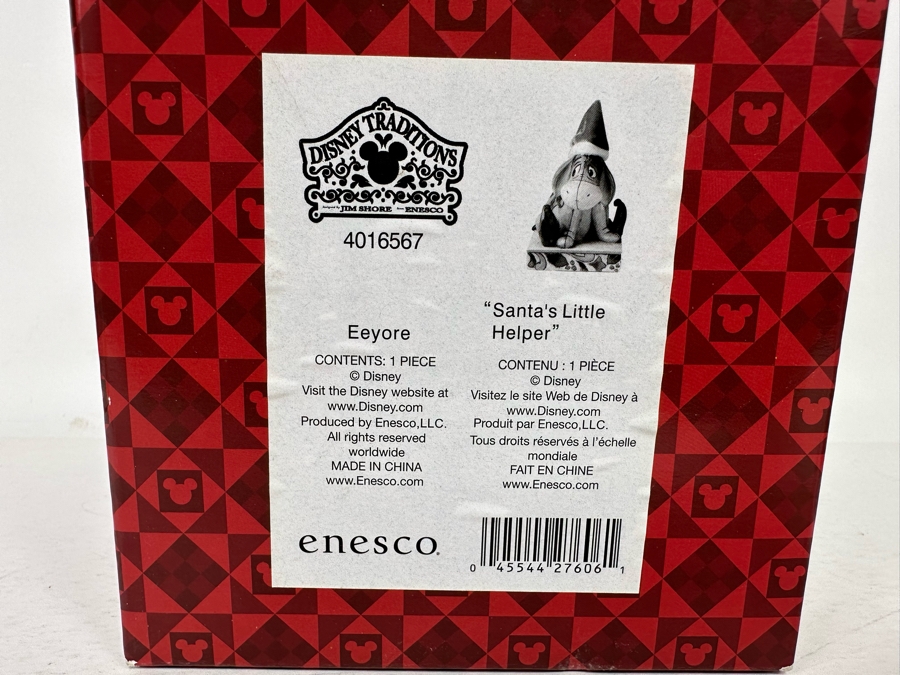 DISNEY TRADITIONS
Designed by JIM SHORE from ENESCO
4016567
Eeyore
CONTENTS: 1 PIECE
© Disney
Visit the Disney website at
www.Disney.com
Produced by Enesco,LLC.
All rights reserved
worldwide
MADE IN CHINA
www.Enesco.com
enesco.
“Santa's Little
Helper”
CONTENU : 1 PIÈCE
© Disney
Visitez le site Web de Disney à
www.Disney.com
Produit par Enesco,LLC.
Tous droits réservés à l'échelle
mondiale
FAIT EN CHINE
www.Enesco.com
0 45544 27606 1